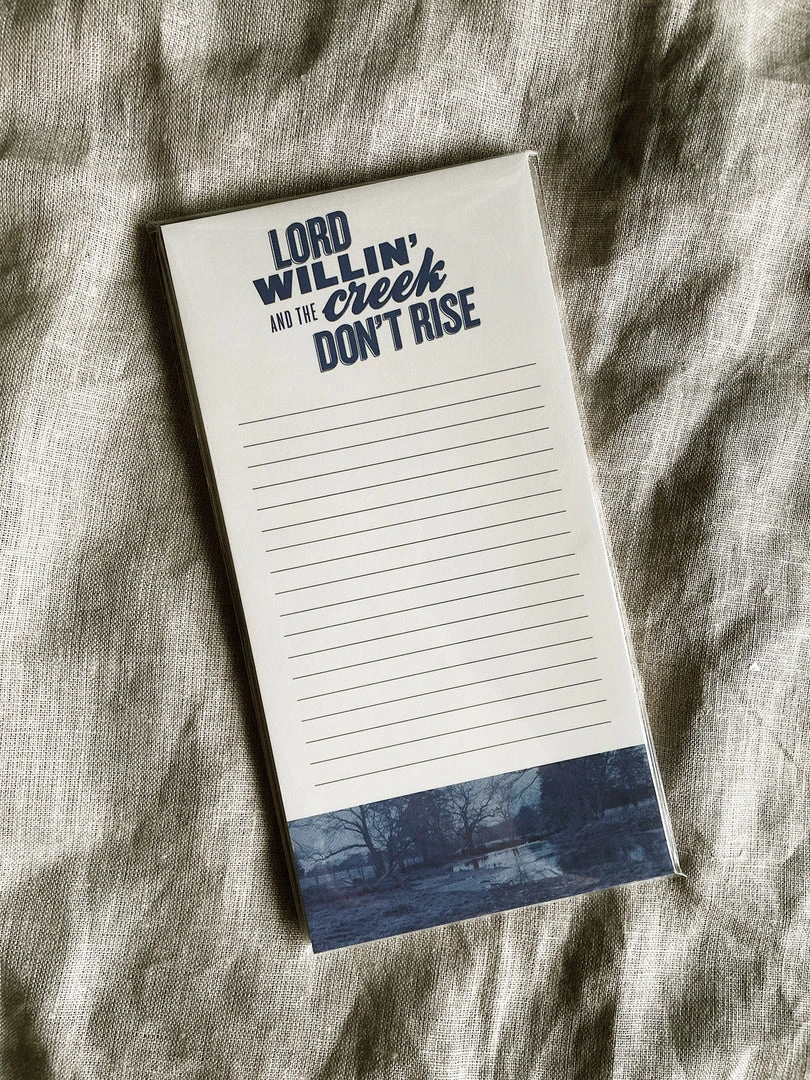 LORD
WILLIN'
AND THE creek
DON'T RISE